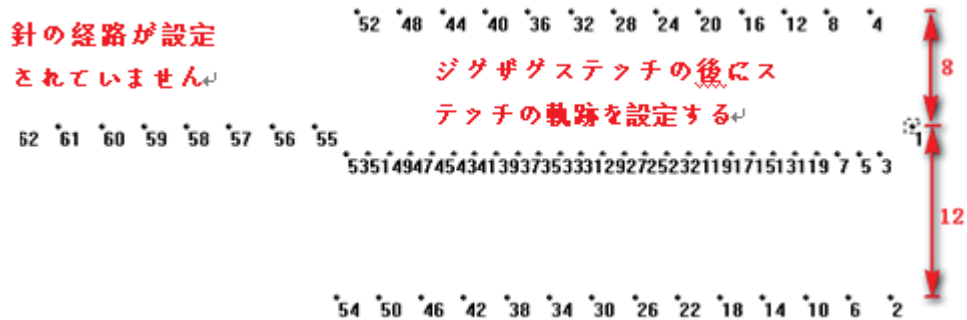 52 48 44 40 36 32 28 24 20 16 12 8 4
針の経路が設定
されていません↵
ジグザグステッチの後にス
テッチの軌跡を設定する↵
8
62 61 60 59 58 57 56 55
1
53 51 49 47 45 43 41 39 37 35 33 31 29 27 25 23 21 19 17 15 13 11 9 7 5 3
12
54 50 46 42 38 34 30 26 22 18 14 10 6 2